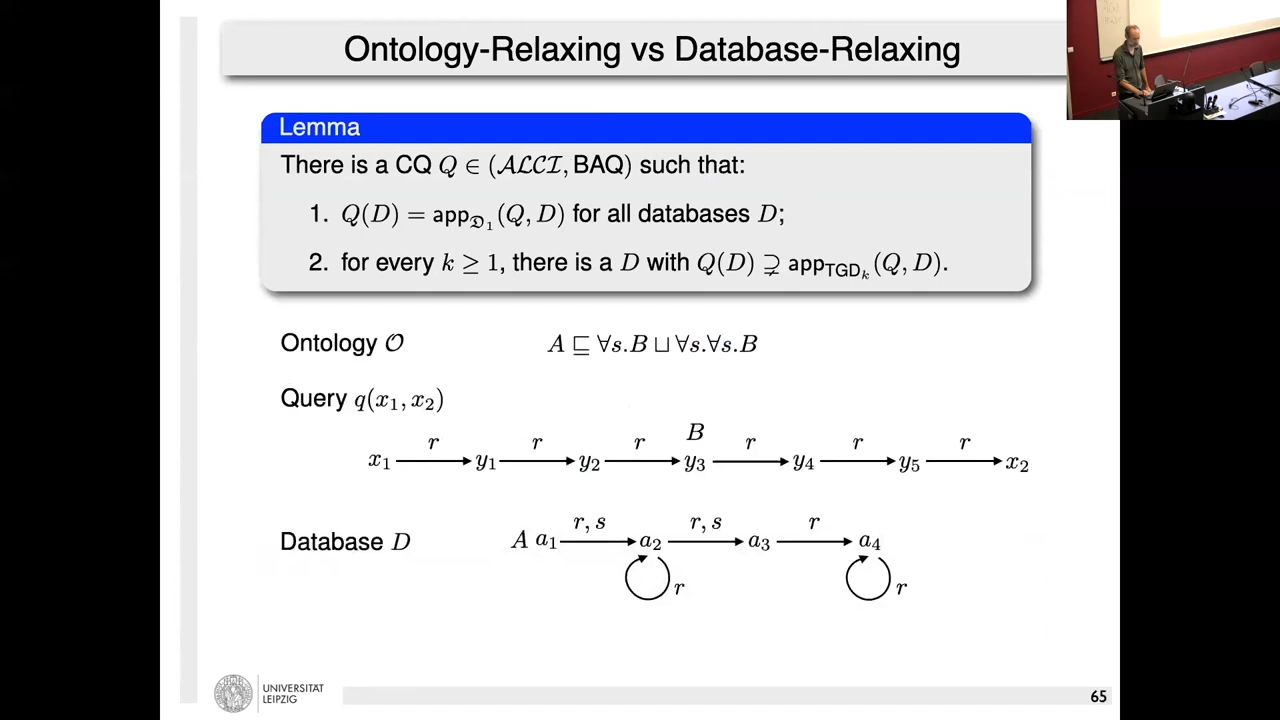 Ontology-Relaxing vs Database-Relaxing
Lemma
There is a CQ Q ∈ (𝒜ℒ𝒞ℐ, BAQ) such that:
1. Q(D) = app_{𝔇₁}(Q, D) for all databases D;
2. for every k ≥ 1, there is a D with Q(D) ⊋ app_{TGD_k}(Q, D).
Ontology 𝒪 A ⊑ ∀s.B ⊔ ∀s.∀s.B
Query q(x₁, x₂)
B
r r r r r r
x₁ y₁ y₂ y₃ y₄ y₅ x₂
r, s r, s r
Database D A a₁ a₂ a₃ a₄
r r
UNIVERSITÄT
LEIPZIG
65